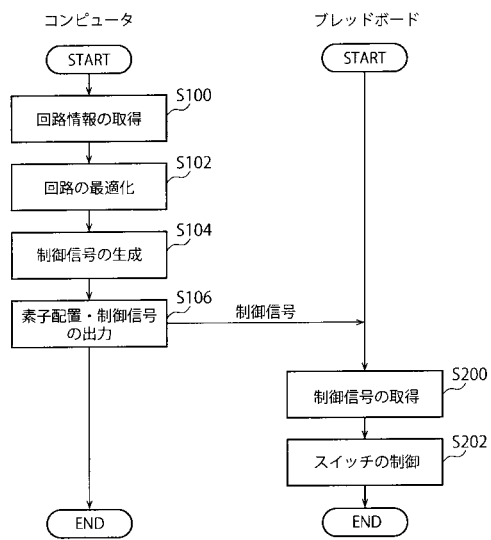 コンピュータ
ブレッドボード
START
START
S100
回路情報の取得
S102
回路の最適化
S104
制御信号の生成
S106
素子配置・制御信号
の出力
制御信号
S200
制御信号の取得
S202
スイッチの制御
END
END